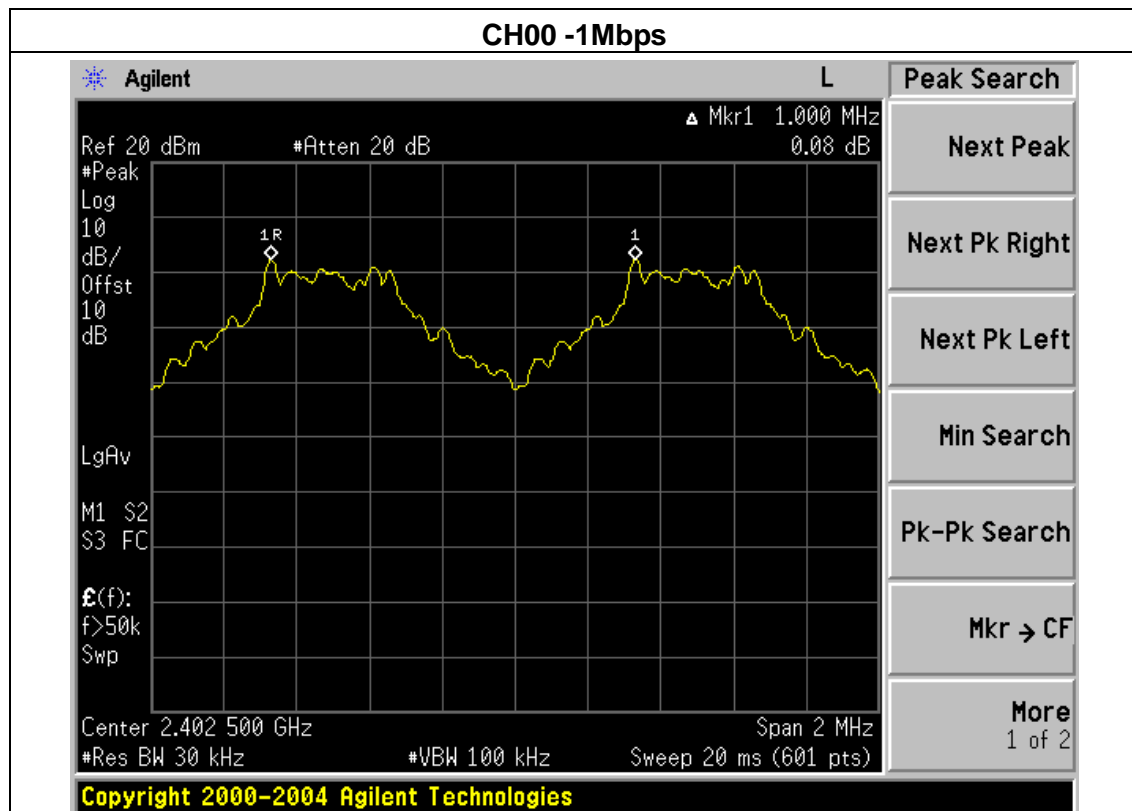 CH00 -1Mbps
Agilent L Peak Search
Δ Mkr1 1.000 MHz
Ref 20 dBm #Atten 20 dB 0.08 dB
#Peak
Log
10
dB/
Offst
10
dB
1R 1
LgAv
M1 S2
S3 FC
£(f):
f>50k
Swp
Center 2.402 500 GHz Span 2 MHz
#Res BW 30 kHz #VBW 100 kHz Sweep 20 ms (601 pts)
Copyright 2000-2004 Agilent Technologies
Next Peak
Next Pk Right
Next Pk Left
Min Search
Pk-Pk Search
Mkr → CF
More
1 of 2